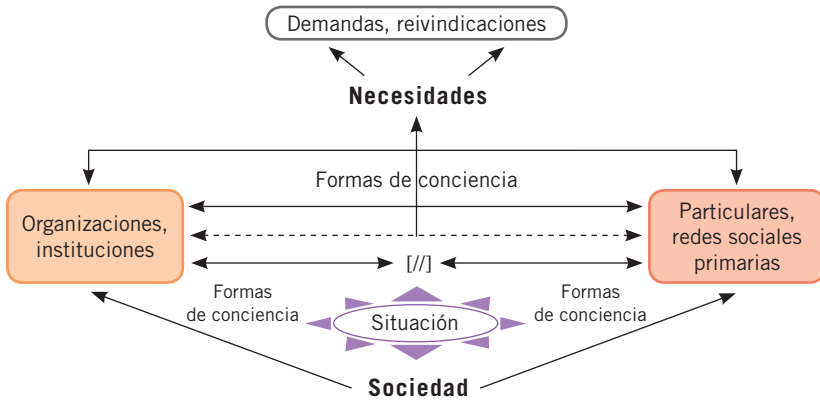 Demandas, reivindicaciones
Necesidades
Formas de conciencia
Organizaciones,
instituciones
Particulares,
redes sociales
primarias
[//]
Formas
de conciencia
Situación
Formas
de conciencia
Sociedad